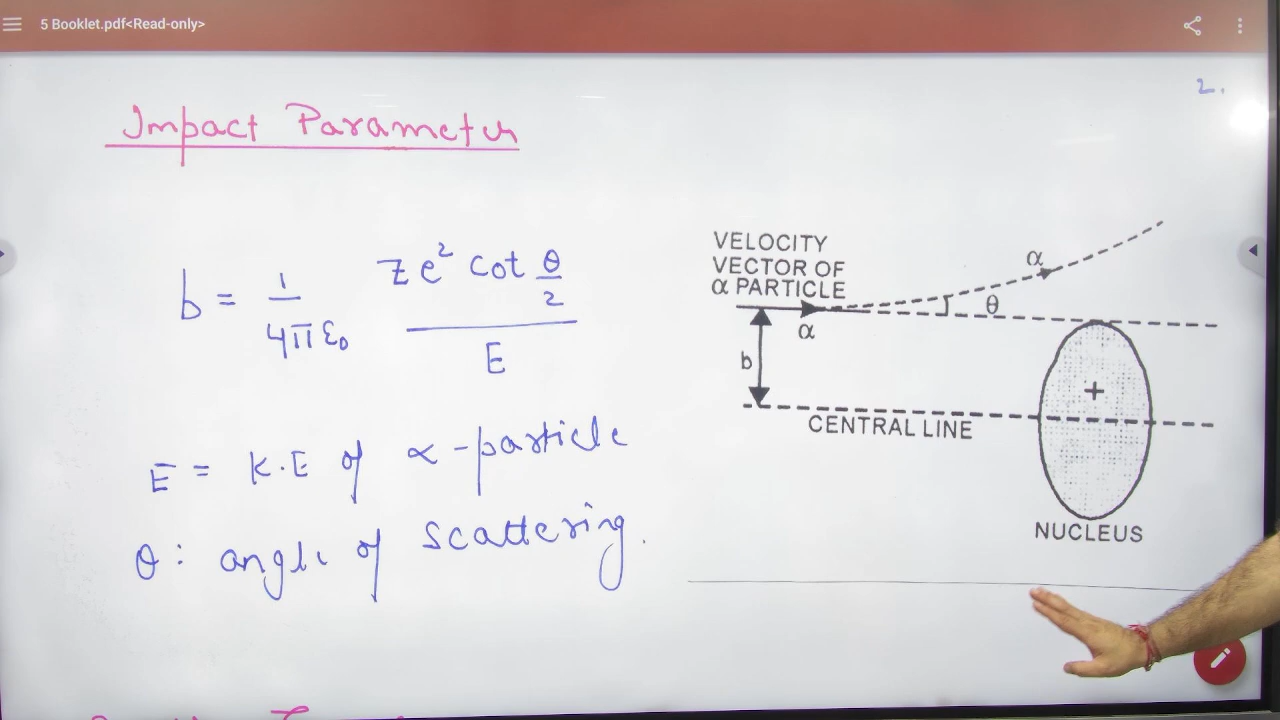 5 Booklet.pdf<Read-only>
2.
Impact Parameter
b = 1/4πε₀ Ze² cot θ/2 / E
E = K.E of α-particle
θ: angle of scattering.
VELOCITY
VECTOR OF
α PARTICLE
α
α
θ
b
+
CENTRAL LINE
NUCLEUS